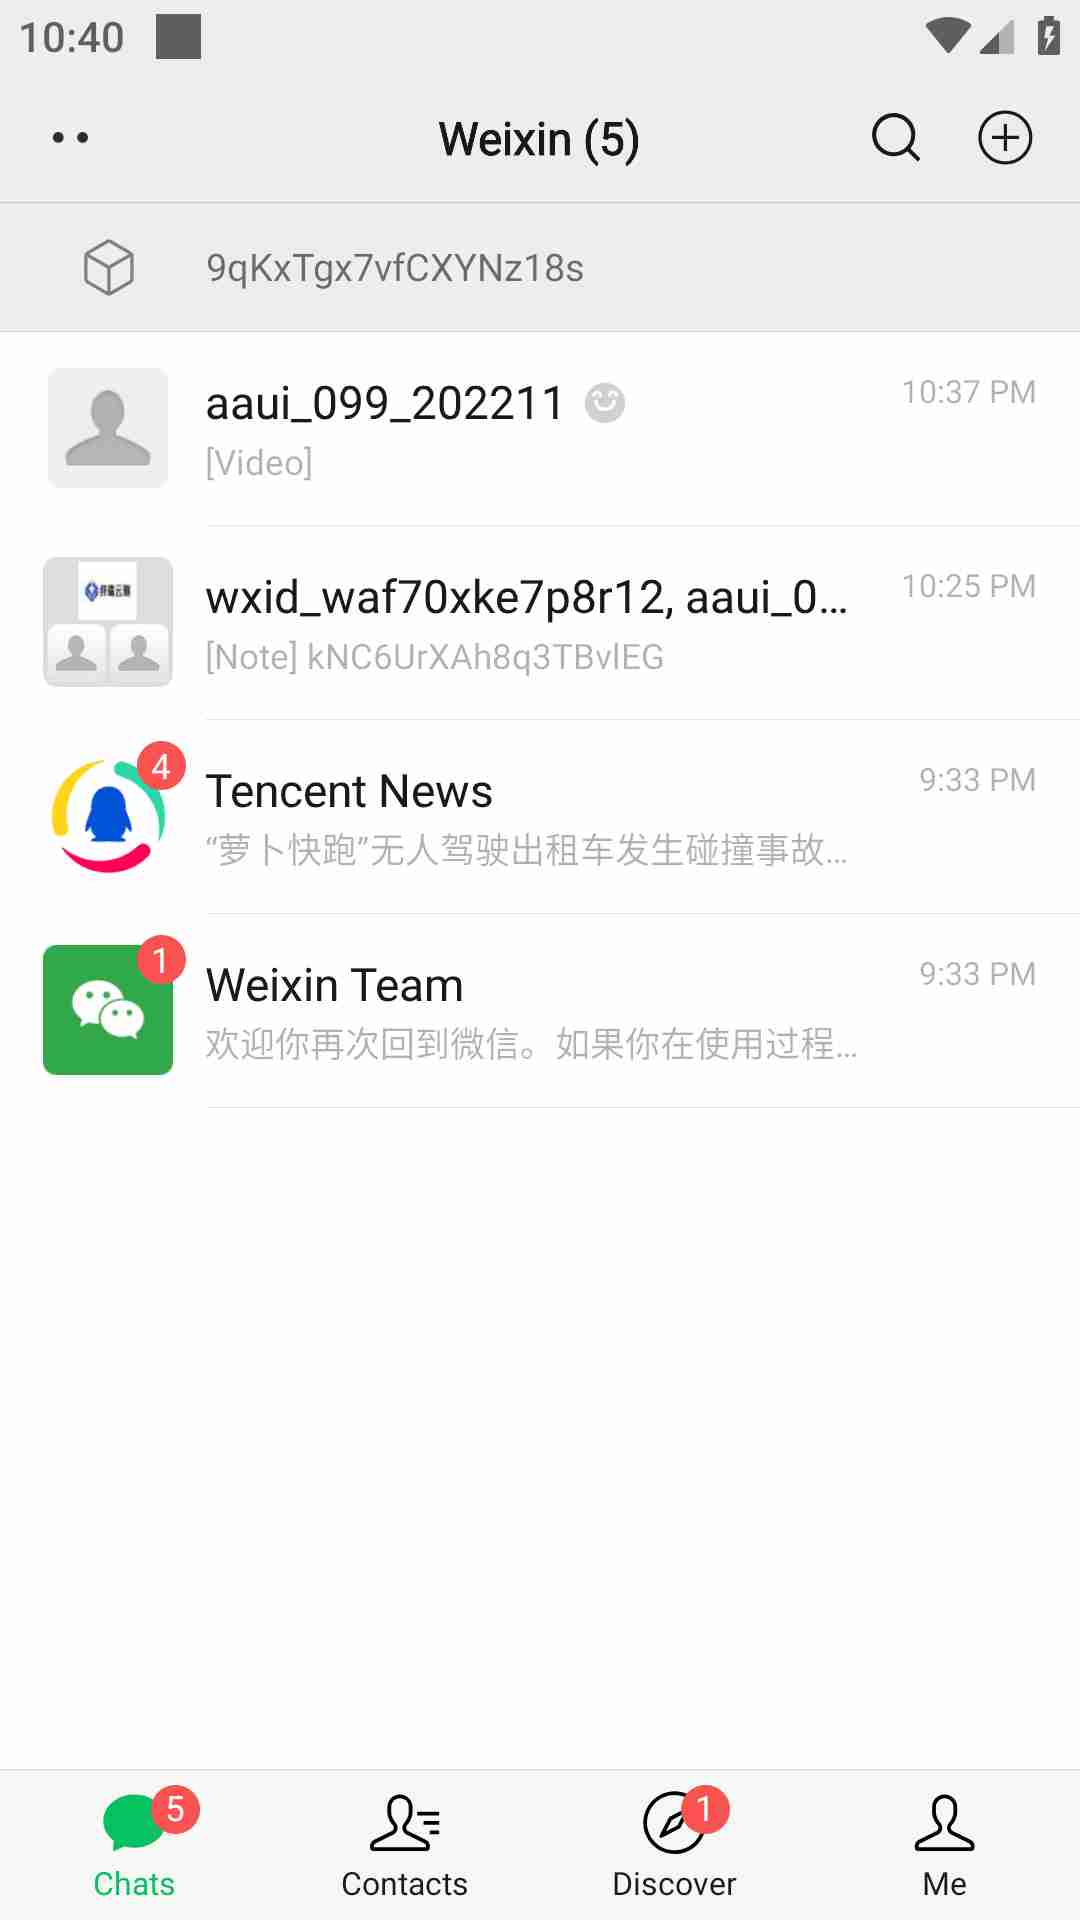 10:40
Weixin (5)
9qKxTgx7vfCXYNz18s
aaui_099_202211
10:37 PM
[Video]
wxid_waf70xke7p8r12, aaui_0...
10:25 PM
[Note] kNC6UrXAh8q3TBvlEG
4
Tencent News
9:33 PM
“萝卜快跑”无人驾驶出租车发生碰撞事故...
1
Weixin Team
9:33 PM
欢迎你再次回到微信。如果你在使用过程...
5
1
Chats
Contacts
Discover
Me